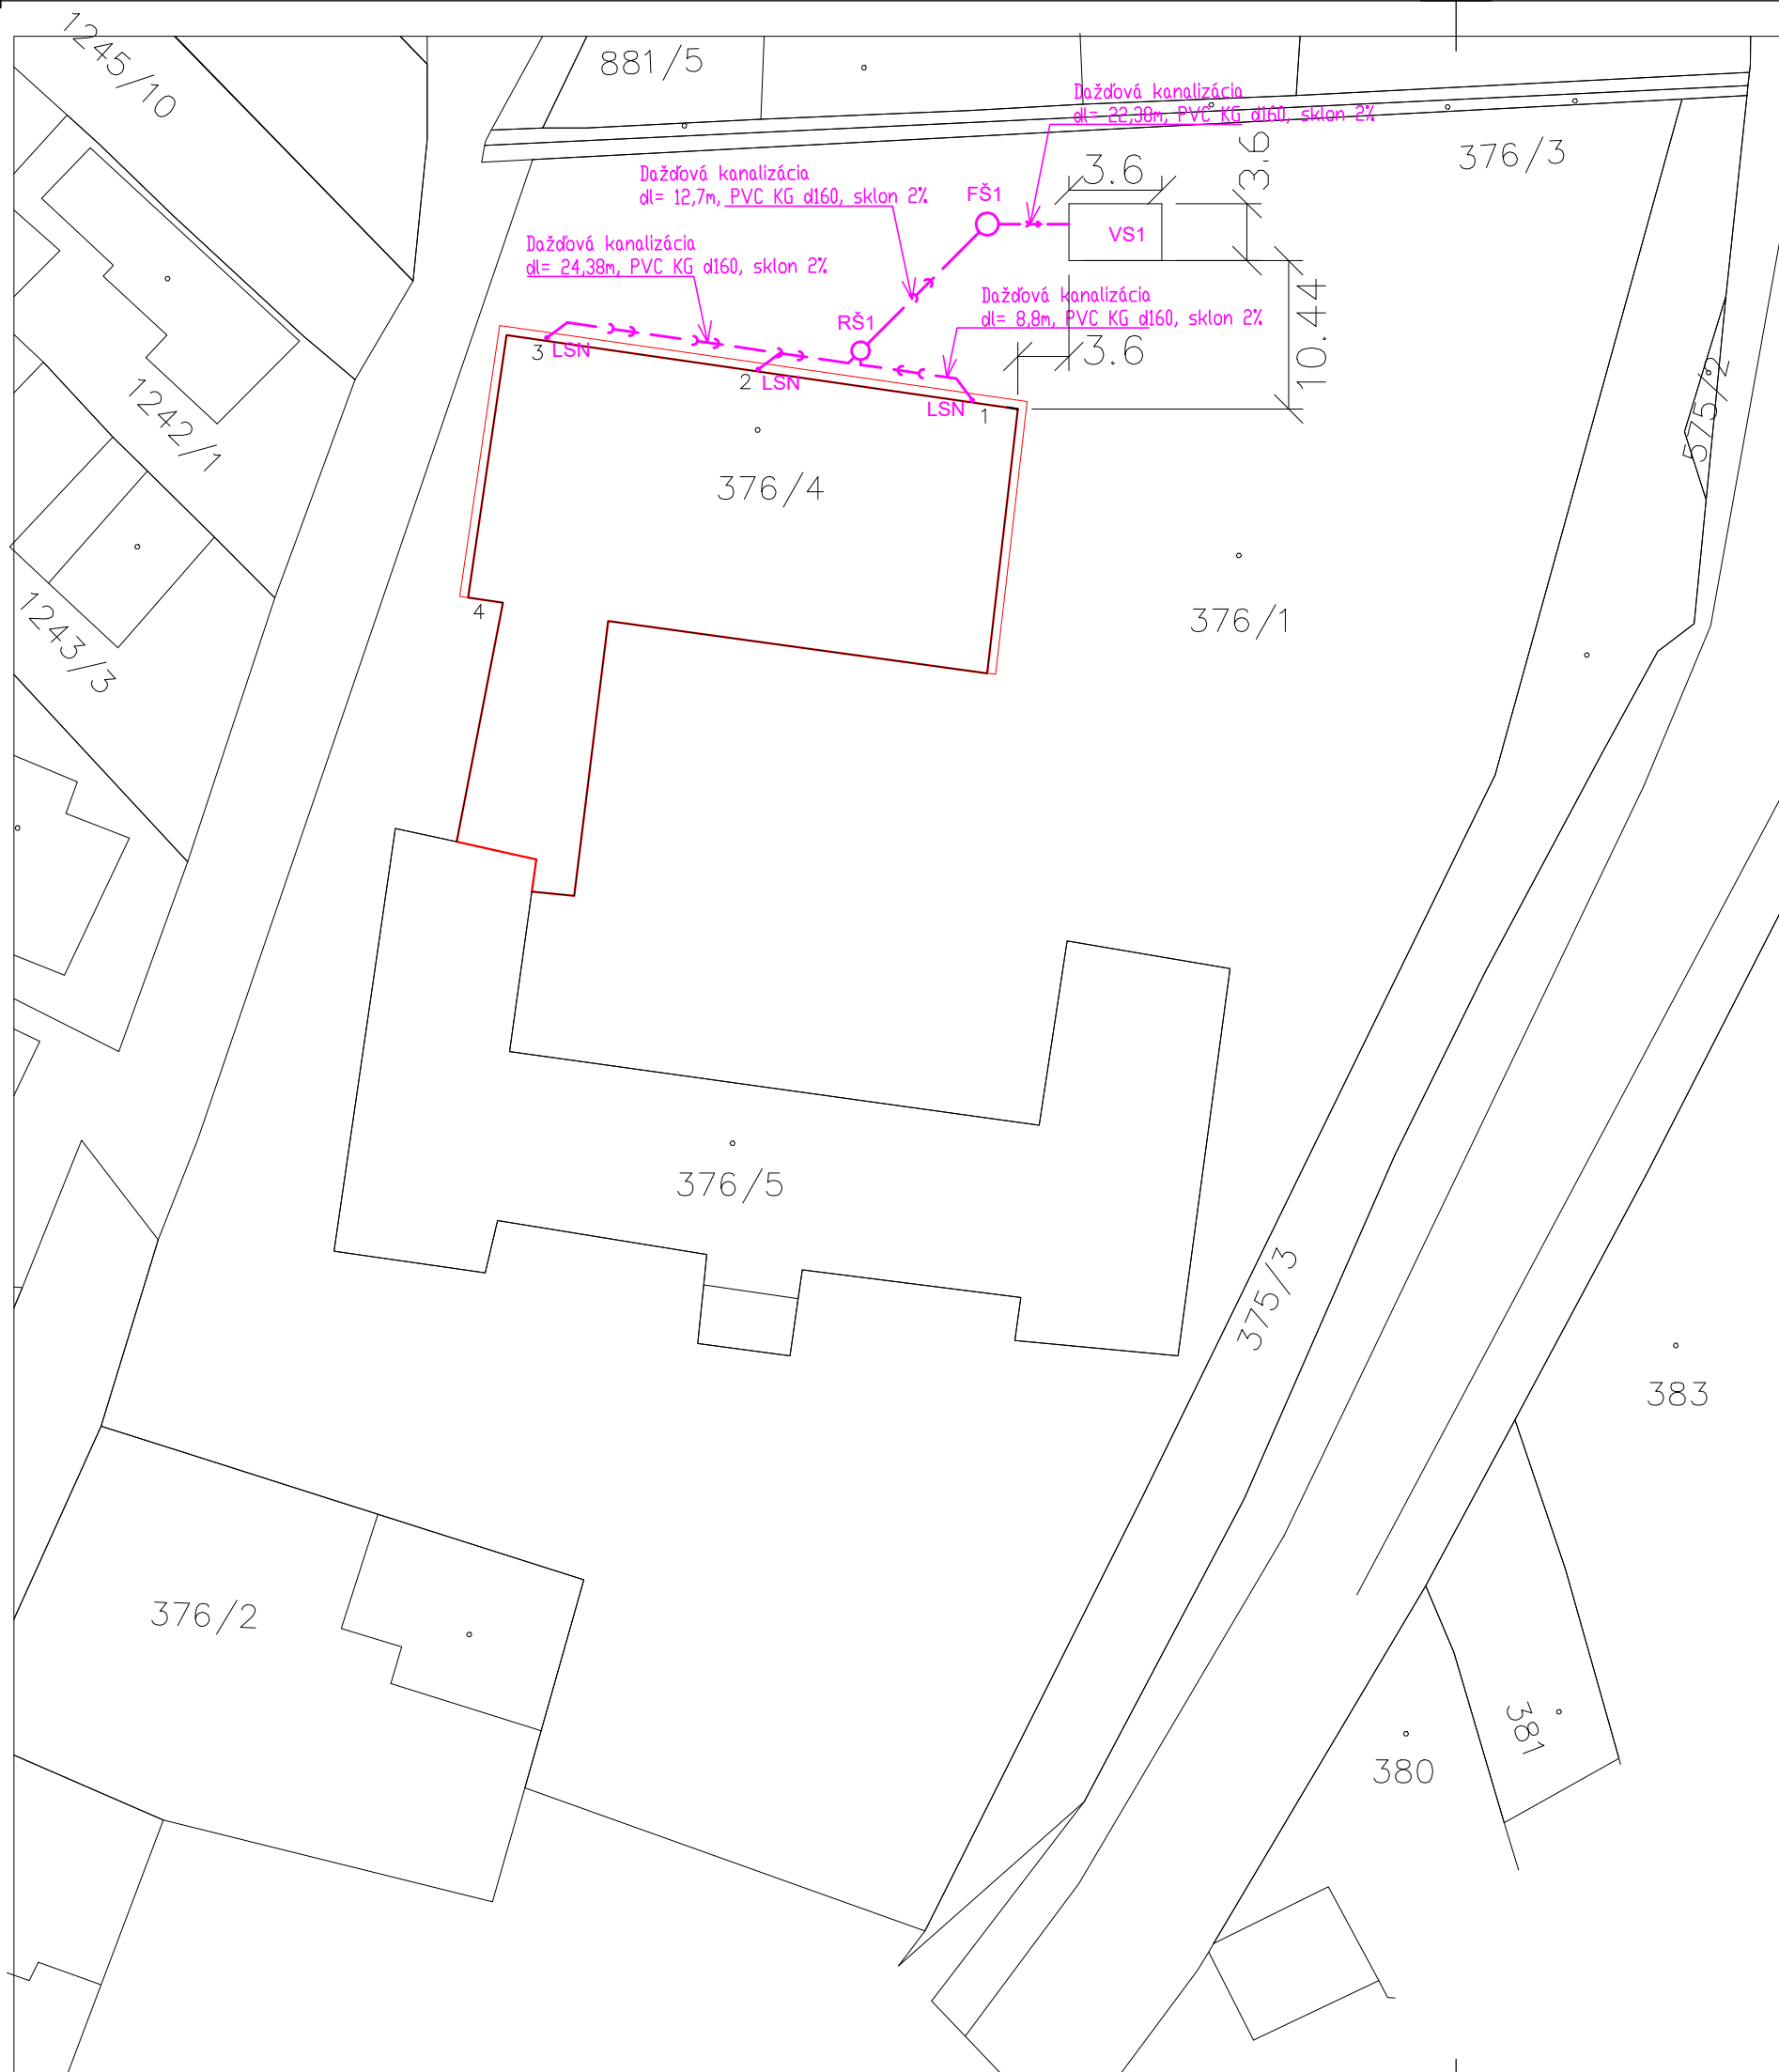 1245/10
881/5
Dažďová kanalizácia
dl= 22,38m, PVC KG d160, sklon 2%
376/3
3.6
3.6
Dažďová kanalizácia
dl= 12,7m, PVC KG d160, sklon 2%
FŠ1
VS1
Dažďová kanalizácia
dl= 24,38m, PVC KG d160, sklon 2%
Dažďová kanalizácia
dl= 8,8m, PVC KG d160, sklon 2%
10.44
RŠ1
3.6
3
LSN
2
LSN
LSN
1
575/2
1242/1
376/4
4
376/1
1243/3
376/5
375/3
383
376/2
381
380